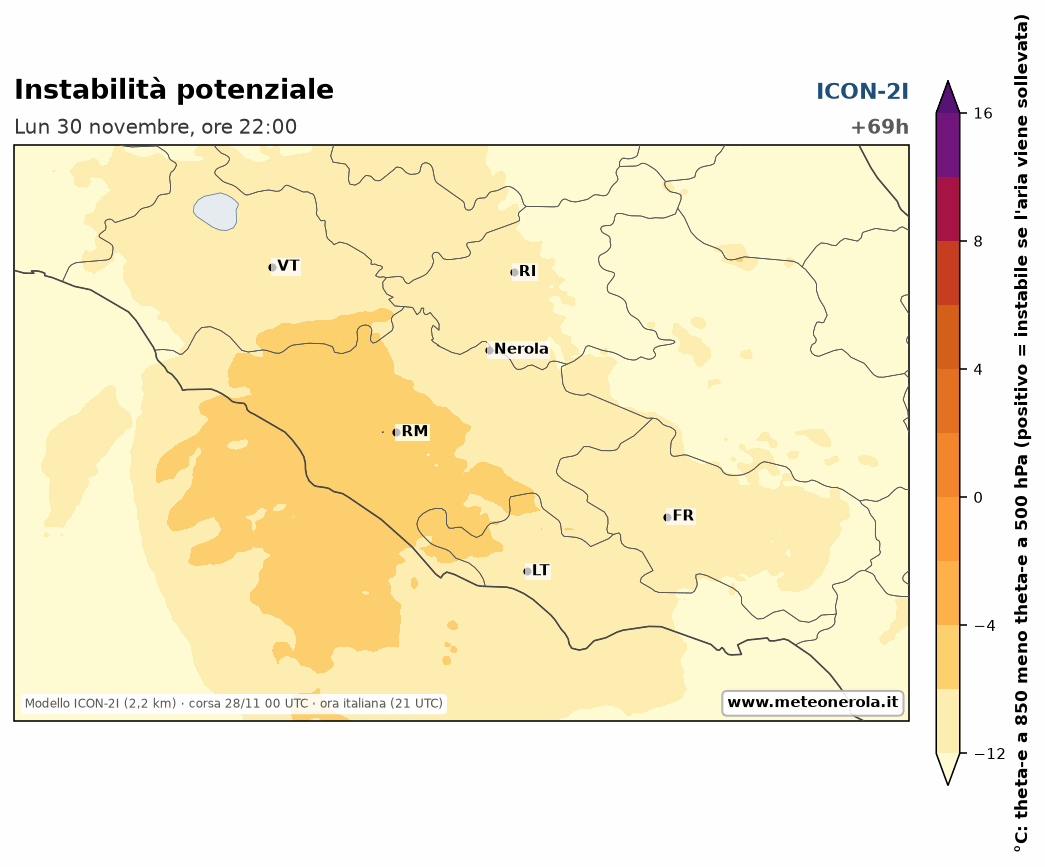 Instabilità potenziale
ICON-2I
Lun 30 novembre, ore 22:00
+69h
VT
RI
Nerola
RM
FR
LT
Modello ICON-2I (2,2 km) · corsa 28/11 00 UTC · ora italiana (21 UTC)
www.meteonerola.it
16
8
4
0
−4
−12
°C: theta-e a 850 meno theta-e a 500 hPa (positivo = instabile se l'aria viene sollevata)